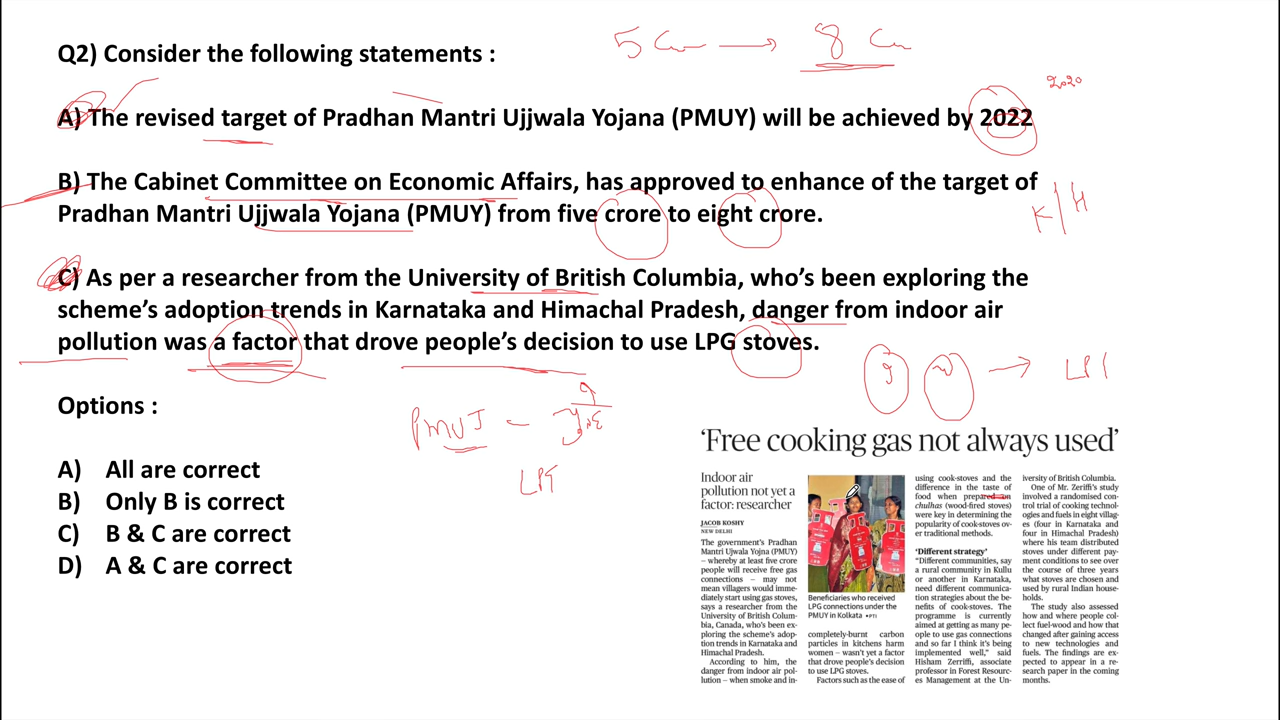 5 Cr → 8 Cr
Q2) Consider the following statements :
2020
A) The revised target of Pradhan Mantri Ujjwala Yojana (PMUY) will be achieved by 2022
B) The Cabinet Committee on Economic Affairs, has approved to enhance of the target of
Pradhan Mantri Ujjwala Yojana (PMUY) from five crore to eight crore.
K/H
C) As per a researcher from the University of British Columbia, who's been exploring the
scheme's adoption trends in Karnataka and Himachal Pradesh, danger from indoor air
pollution was a factor that drove people's decision to use LPG stoves.
Options :
A) All are correct
B) Only B is correct
C) B & C are correct
D) A & C are correct
LPG
'Free cooking gas not always used'
Indoor air
pollution not yet a
factor: researcher
JACOB KOSHY
NEW DELHI
The government's Pradhan
Mantri Ujwala Yojna (PMUY)
— whereby at least five crore
people will receive free gas
connections — may not
mean villagers would imme-
diately start using gas stoves,
says a researcher from the
University of British Colum-
bia, Canada, who's been ex-
ploring the scheme's adop-
tion trends in Karnataka and
Himachal Pradesh.
According to him, the
danger from indoor air pol-
lution — when smoke and in-
Beneficiaries who received
LPG connections under the
PMUY in Kolkata •PTI
completely-burnt carbon
particles in kitchens harm
women — wasn't yet a factor
that drove people's decision
to use LPG stoves.
Factors such as the ease of
using cook-stoves and the
difference in the taste of
food when prepared on
chulhas (wood-fired stoves)
were key in determining the
popularity of cook-stoves ov-
er traditional methods.
'Different strategy'
"Different communities, say
a rural community in Kullu
or another in Karnataka,
need different communica-
tion strategies about the be-
nefits of cook-stoves. The
programme is currently
aimed at getting as many peo-
ple to use gas connections
and so far I think it's being
implemented well," said
Hisham Zerriffi, associate
professor in Forest Resourc-
es Management at the Un-
iversity of British Columbia.
One of Mr. Zeriffi's study
involved a randomised con-
trol trial of cooking technol-
ogies and fuels in eight villag-
es (four in Karnataka and
four in Himachal Pradesh)
where his team distributed
stoves under different pay-
ment conditions to see over
the course of three years
what stoves are chosen and
used by rural Indian house-
holds.
The study also assessed
how and where people col-
lect fuel-wood and how that
changed after gaining access
to new technologies and
fuels. The findings are ex-
pected to appear in a re-
search paper in the coming
months.